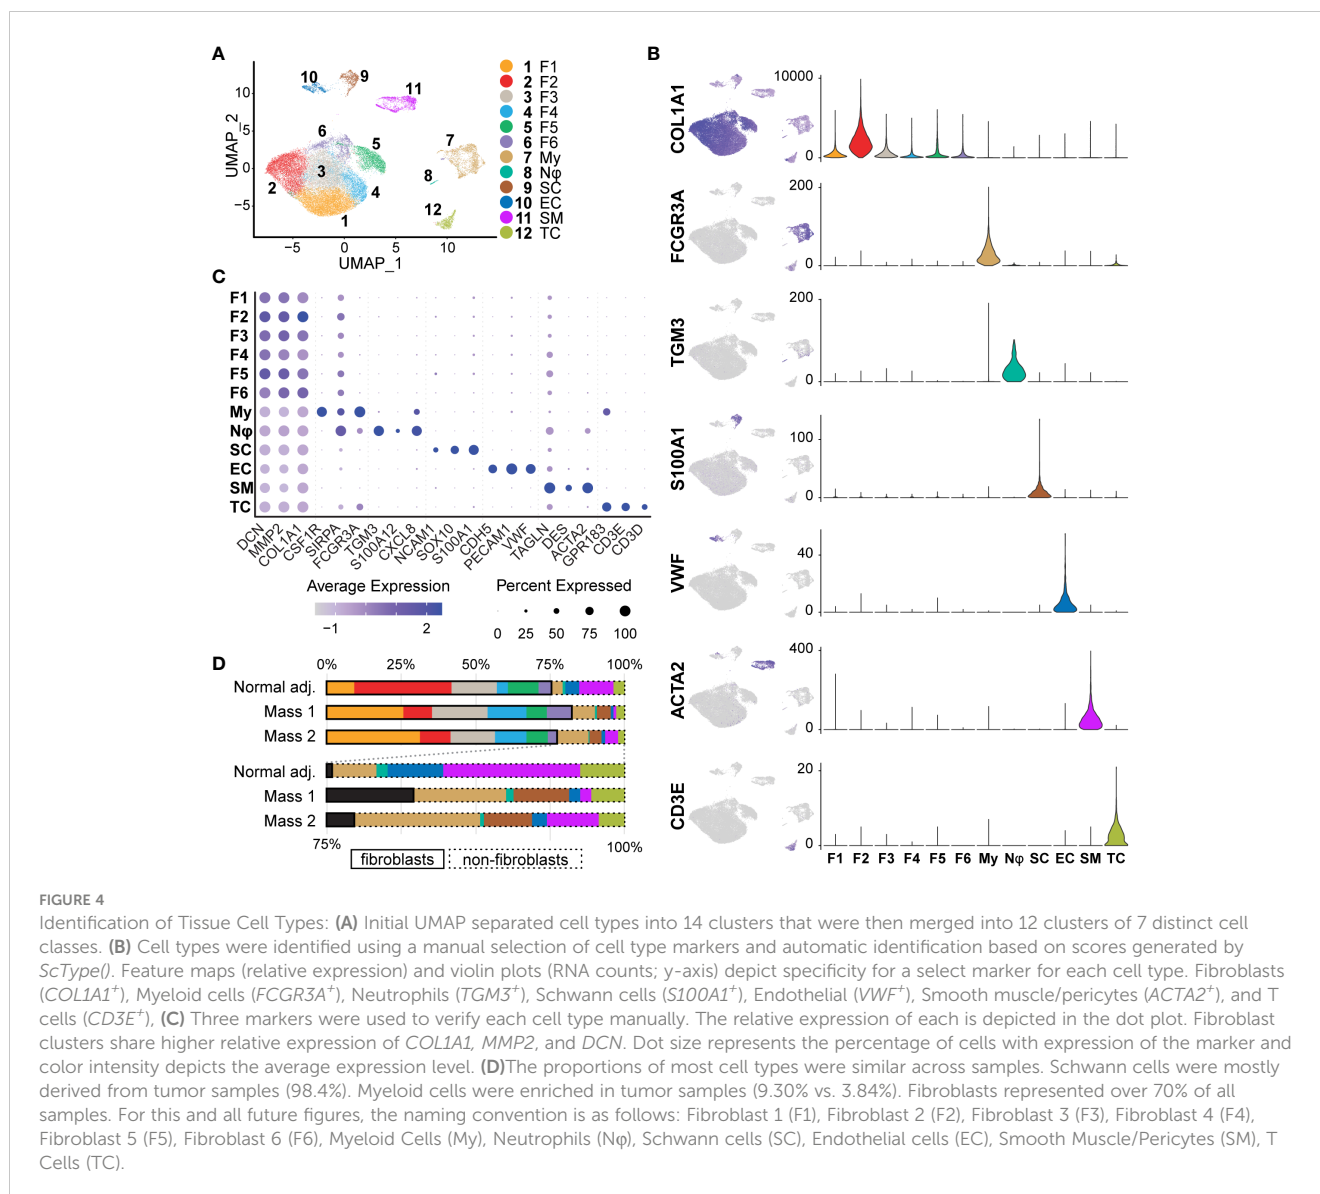 A
10
9
11
6
5
3
2
4
1
7
8
12
UMAP_2
10
5
0
−5
−5
0
5
10
UMAP_1
1 F1
2 F2
3 F3
4 F4
5 F5
6 F6
7 My
8 Nφ
9 SC
10 EC
11 SM
12 TC
B
COL1A1
10000
0
FCGR3A
200
0
TGM3
200
0
S100A1
100
0
VWF
40
0
ACTA2
400
0
CD3E
20
0
F1 F2 F3 F4 F5 F6 My Nφ SC EC SM TC
C
F1
F2
F3
F4
F5
F6
My
Nφ
SC
EC
SM
TC
DCN
MMP2
COL1A1
CSF1R
SIRPA
FCGR3A
TGM3
S100A12
CXCL8
NCAM1
SOX10
S100A1
CDH5
PECAM1
VWF
TAGLN
DES
ACTA2
GPR183
CD3E
CD3D
Average Expression
−1 2
Percent Expressed
0 25 50 75 100
D
0% 25% 50% 75% 100%
Normal adj.
Mass 1
Mass 2
Normal adj.
Mass 1
Mass 2
75% 100%
fibroblasts non-fibroblasts
FIGURE 4
Identification of Tissue Cell Types: (A) Initial UMAP separated cell types into 14 clusters that were then merged into 12 clusters of 7 distinct cell
classes. (B) Cell types were identified using a manual selection of cell type markers and automatic identification based on scores generated by
ScType(). Feature maps (relative expression) and violin plots (RNA counts; y-axis) depict specificity for a select marker for each cell type. Fibroblasts
(COL1A1+), Myeloid cells (FCGR3A+), Neutrophils (TGM3+), Schwann cells (S100A1+), Endothelial (VWF+), Smooth muscle/pericytes (ACTA2+), and T
cells (CD3E+), (C) Three markers were used to verify each cell type manually. The relative expression of each is depicted in the dot plot. Fibroblast
clusters share higher relative expression of COL1A1, MMP2, and DCN. Dot size represents the percentage of cells with expression of the marker and
color intensity depicts the average expression level. (D)The proportions of most cell types were similar across samples. Schwann cells were mostly
derived from tumor samples (98.4%). Myeloid cells were enriched in tumor samples (9.30% vs. 3.84%). Fibroblasts represented over 70% of all
samples. For this and all future figures, the naming convention is as follows: Fibroblast 1 (F1), Fibroblast 2 (F2), Fibroblast 3 (F3), Fibroblast 4 (F4),
Fibroblast 5 (F5), Fibroblast 6 (F6), Myeloid Cells (My), Neutrophils (Nφ), Schwann cells (SC), Endothelial cells (EC), Smooth Muscle/Pericytes (SM), T
Cells (TC).